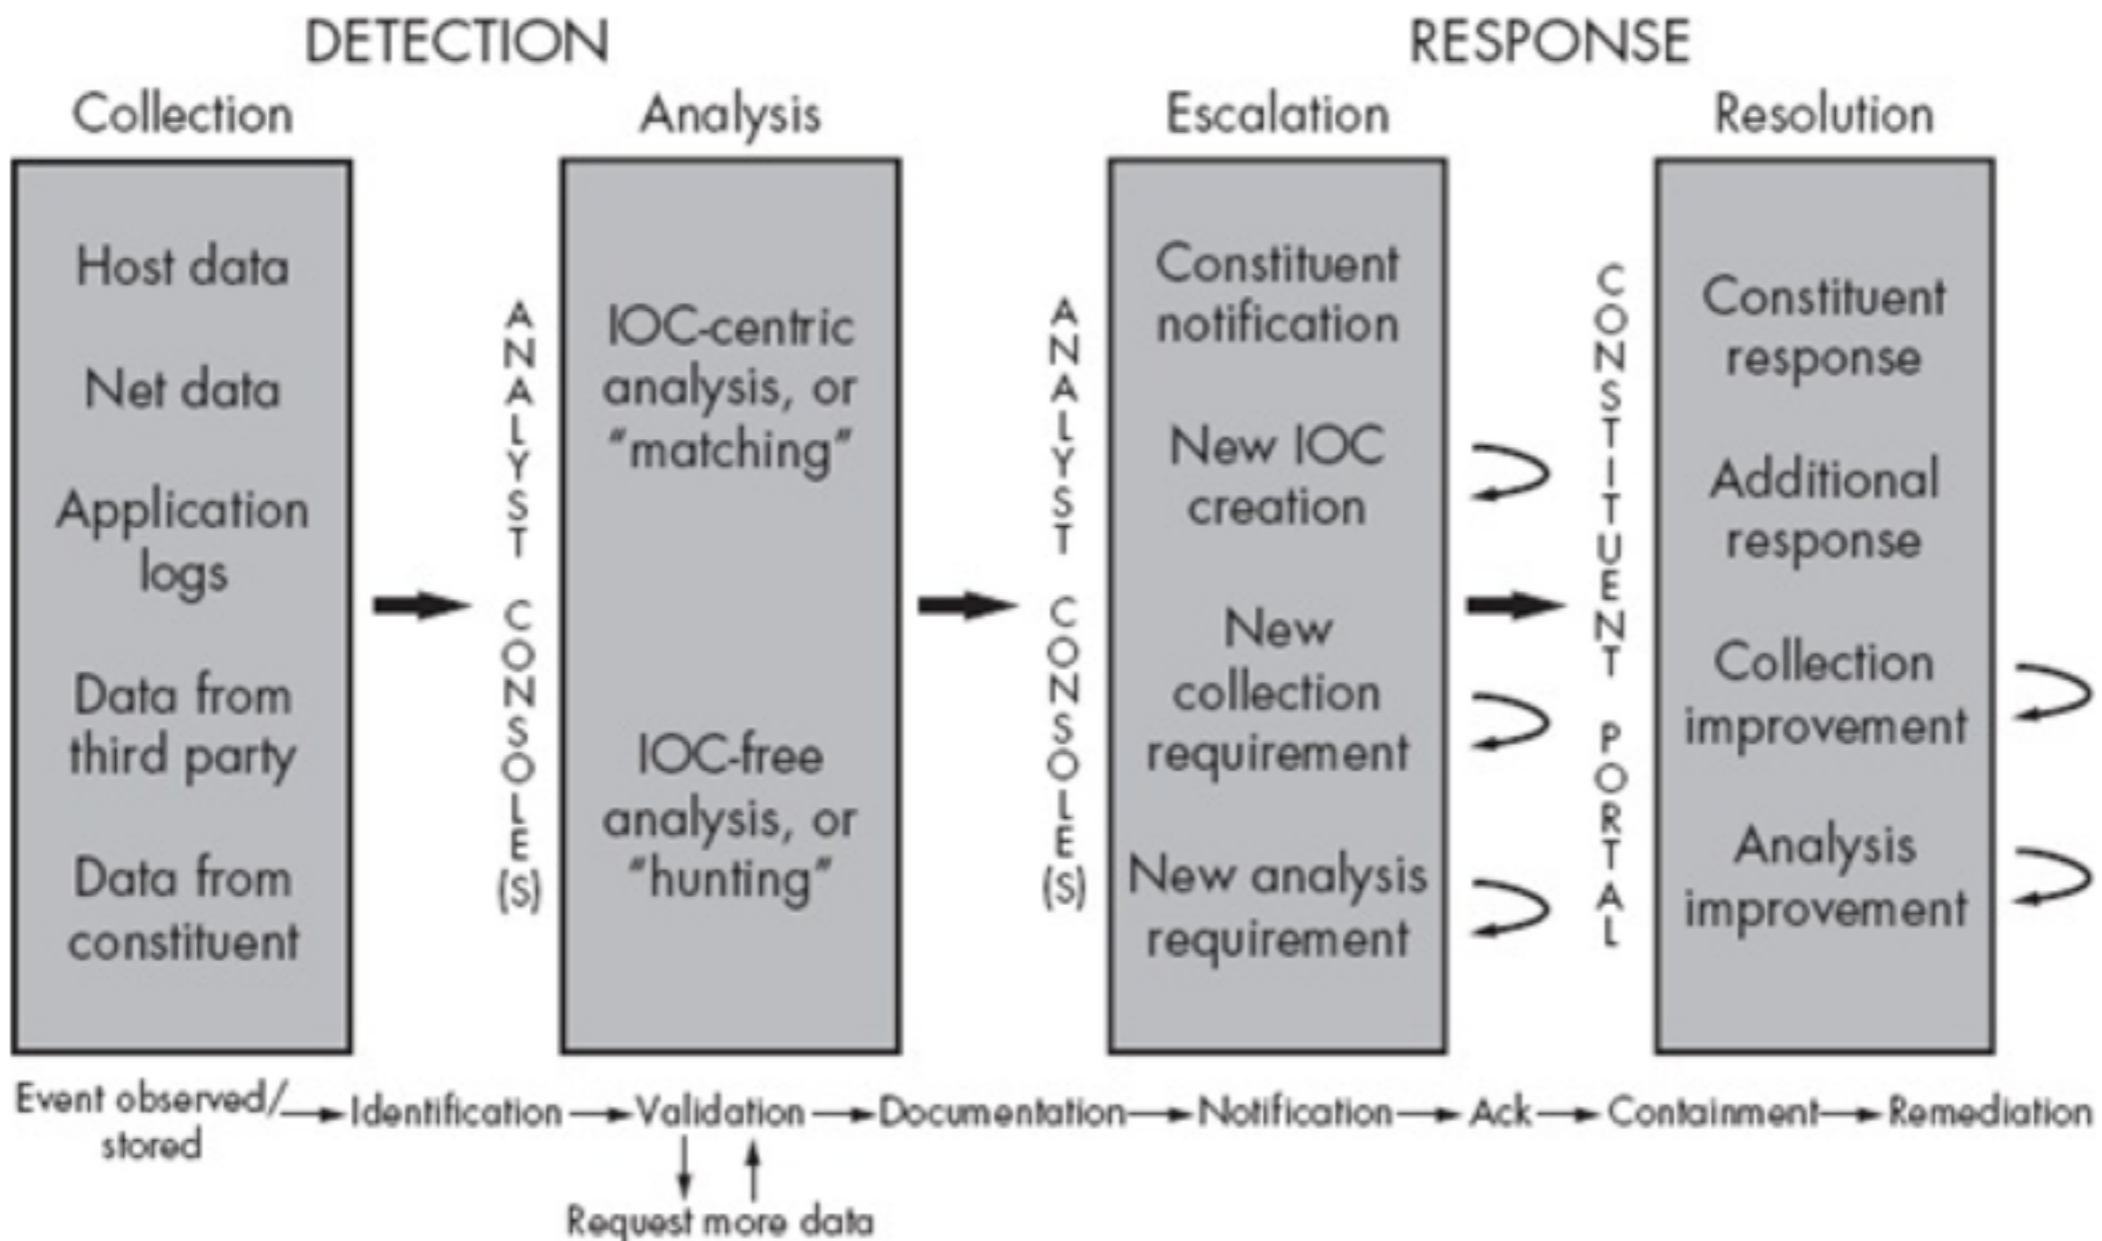 DETECTION
RESPONSE
Collection
Analysis
Escalation
Resolution
Host data
Net data
Application
logs
Data from
third party
Data from
constituent
ANALYST CONSOLE(S)
IOC-centric
analysis, or
“matching”
IOC-free
analysis, or
“hunting”
ANALYST CONSOLE(S)
Constituent
notification
New IOC
creation
New
collection
requirement
New analysis
requirement
CONSTITUENT PORTAL
Constituent
response
Additional
response
Collection
improvement
Analysis
improvement
Event observed/
stored
Identification
Validation
Documentation
Notification
Ack
Containment
Remediation
Request more data